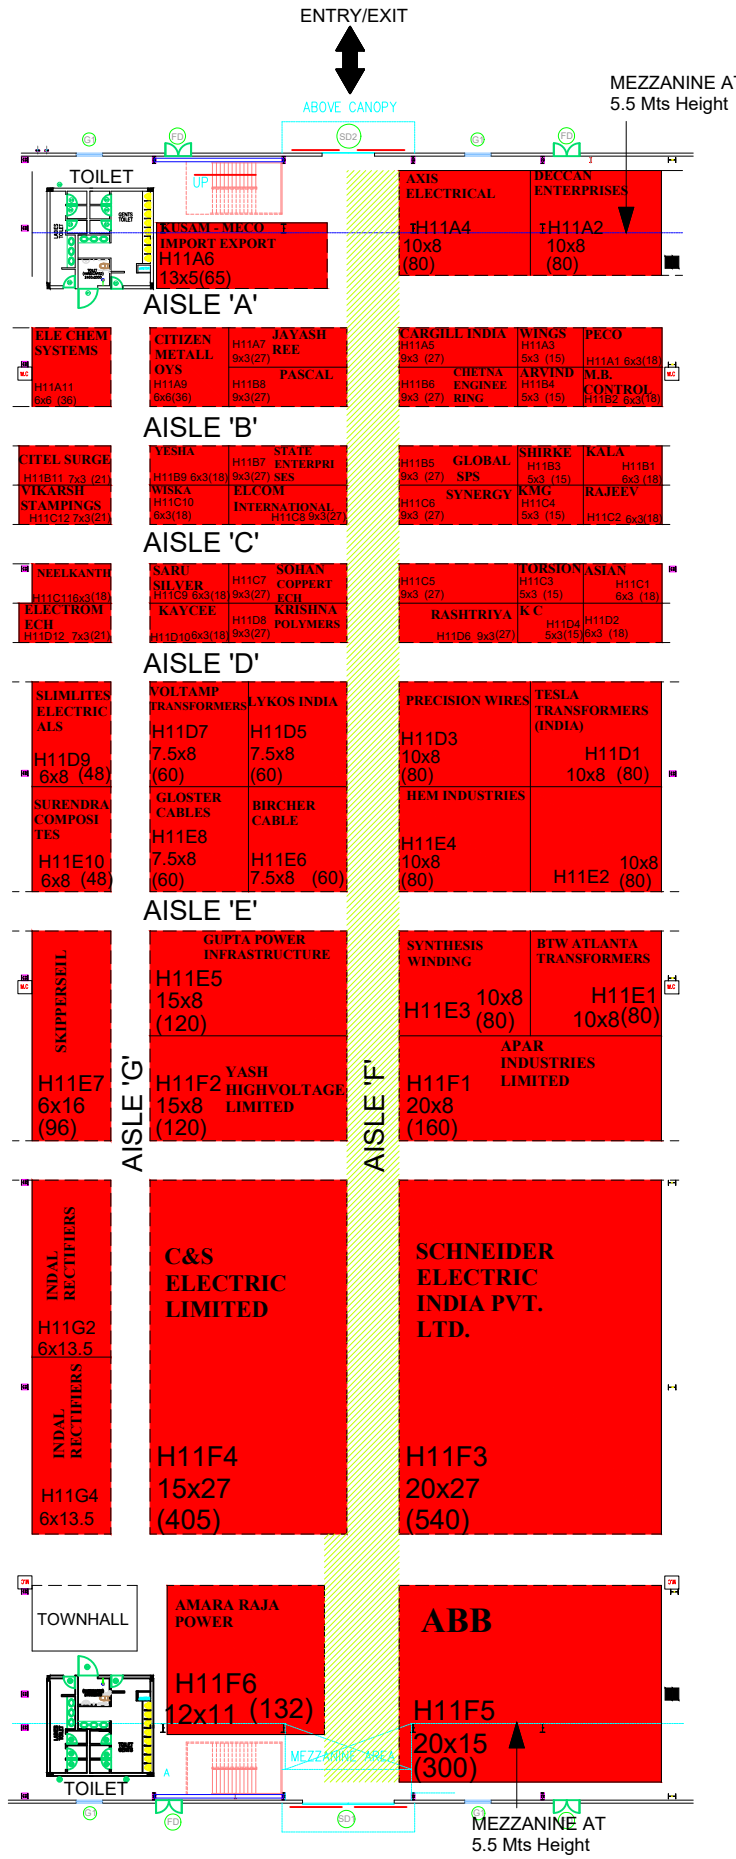 ENTRY/EXIT
MEZZANINE AT
5.5 Mts Height
ABOVE CANOPY
G1
FD
SD2
G1
FD
TOILET
UP
GENTS
TOILET
KUSAM - MECO
IMPORT EXPORT
H11A6
13x5(65)
AXIS
ELECTRICAL
H11A4
10x8
(80)
DECCAN
ENTERPRISES
H11A2
10x8
(80)
AISLE 'A'
ELE CHEM
SYSTEMS
H11A11
6x6 (36)
CITIZEN
METALL
OYS
H11A9
6x6(36)
H11A7
9x3(27)
JAYASH
REE
H11B8
9x3(27)
PASCAL
CARGILL INDIA
H11A5
9x3 (27)
WINGS
H11A3
5x3 (15)
PECO
H11A1 6x3(18)
H11B6
9x3 (27)
CHETNA
ENGINEE
RING
ARVIND
H11B4
5x3 (15)
M.B.
CONTROL
H11B2 6x3(18)
AISLE 'B'
CITEL SURGE
H11B11 7x3 (21)
VIKARSH
STAMPINGS
H11C12 7x3(21)
YESHA
H11B9 6x3(18)
WISKA
H11C10
6x3(18)
H11B7
9x3(27)
STATE
ENTERPRI
SES
ELCOM
INTERNATIONAL
H11C8 9x3(27)
H11B5
9x3 (27)
GLOBAL
SPS
SHIRKE
H11B3
5x3 (15)
KALA
H11B1
6x3 (18)
H11C6
9x3 (27)
SYNERGY
KMG
H11C4
5x3 (15)
RAJEEV
H11C2 6x3(18)
AISLE 'C'
NEELKANTH
H11C116x3(18)
ELECTROM
ECH
H11D12 7x3(21)
SARU
SILVER
H11C9 6x3(18)
KAYCEE
H11D106x3(18)
H11C7
9x3(27)
SOHAN
COPPERT
ECH
H11D8
9x3(27)
KRISHNA
POLYMERS
H11C5
9x3 (27)
TORSION
H11C3
5x3 (15)
ASIAN
H11C1
6x3 (18)
RASHTRIYA
H11D6 9x3(27)
K C
H11D4
5x3(15)
H11D2
6x3 (18)
AISLE 'D'
SLIMLITES
ELECTRIC
ALS
H11D9
6x8 (48)
VOLTAMP
TRANSFORMERS
H11D7
7.5x8
(60)
LYKOS INDIA
H11D5
7.5x8
(60)
PRECISION WIRES
H11D3
10x8
(80)
TESLA
TRANSFORMERS
(INDIA)
H11D1
10x8 (80)
SURENDRA
COMPOSI
TES
H11E10
6x8 (48)
GLOSTER
CABLES
H11E8
7.5x8
(60)
BIRCHER
CABLE
H11E6
7.5x8 (60)
HEM INDUSTRIES
H11E4
10x8
(80)
10x8
H11E2 (80)
AISLE 'E'
SKIPPERSEIL
H11E7
6x16
(96)
GUPTA POWER
INFRASTRUCTURE
H11E5
15x8
(120)
SYNTHESIS
WINDING
H11E3 10x8
(80)
BTW ATLANTA
TRANSFORMERS
H11E1
10x8(80)
AISLE 'G'
H11F2
15x8
(120)
YASH
HIGHVOLTAGE
LIMITED
AISLE 'F'
APAR
INDUSTRIES
LIMITED
H11F1
20x8
(160)
INDAL
RECTIFIERS
H11G2
6x13.5
INDAL
RECTIFIERS
H11G4
6x13.5
C&S
ELECTRIC
LIMITED
H11F4
15x27
(405)
SCHNEIDER
ELECTRIC
INDIA PVT.
LTD.
H11F3
20x27
(540)
TOWNHALL
AMARA RAJA
POWER
H11F6
12x11 (132)
ABB
H11F5
20x15
(300)
MEZZANINE AREA
A
TOILET
G1
FD
SD1
G1
FD
MEZZANINE AT
5.5 Mts Height